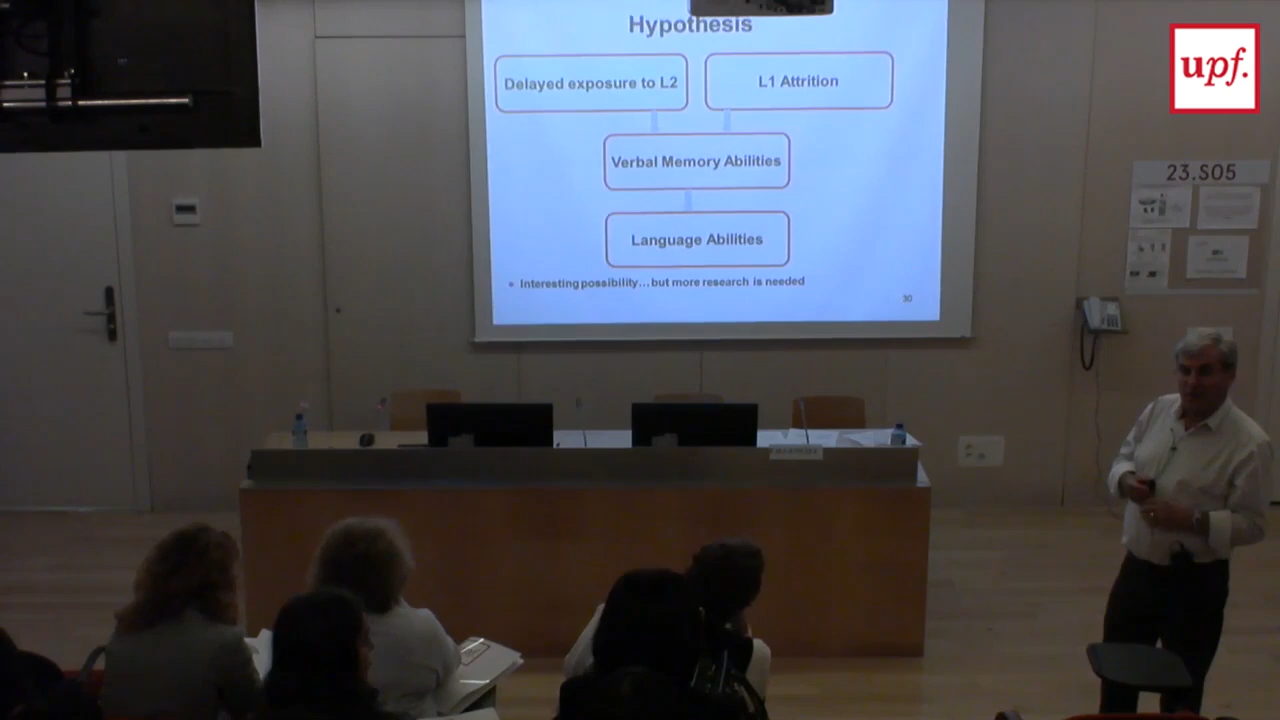 Hypothesis
Delayed exposure to L2
L1 Attrition
Verbal Memory Abilities
Language Abilities
Interesting possibility...but more research is needed
30
upf.
23.S05